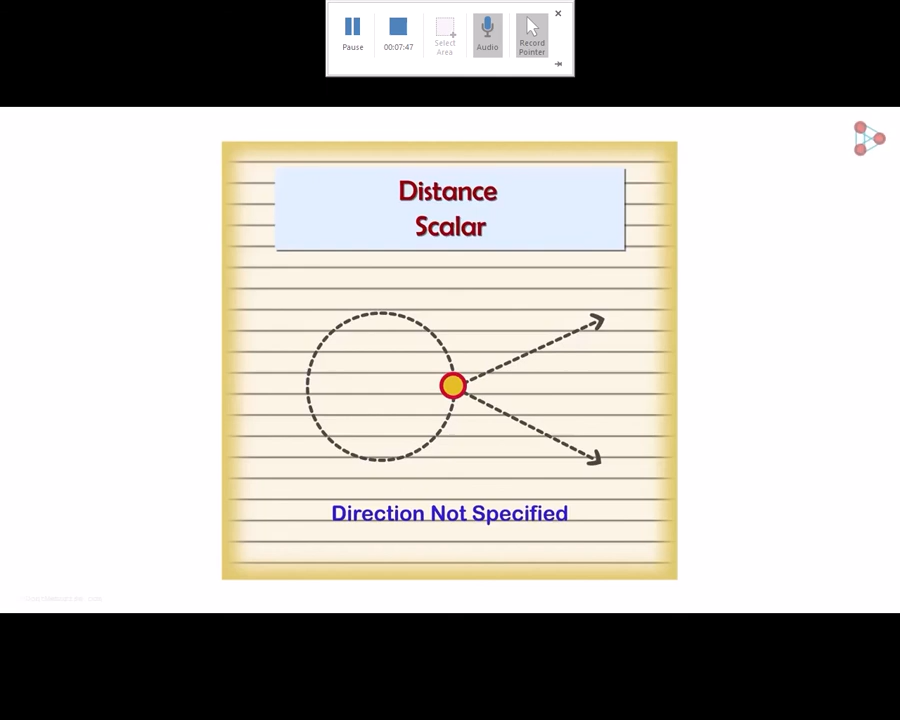 Pause
00:07:47
Select
Area
Audio
Record
Pointer
Distance
Scalar
Direction Not Specified